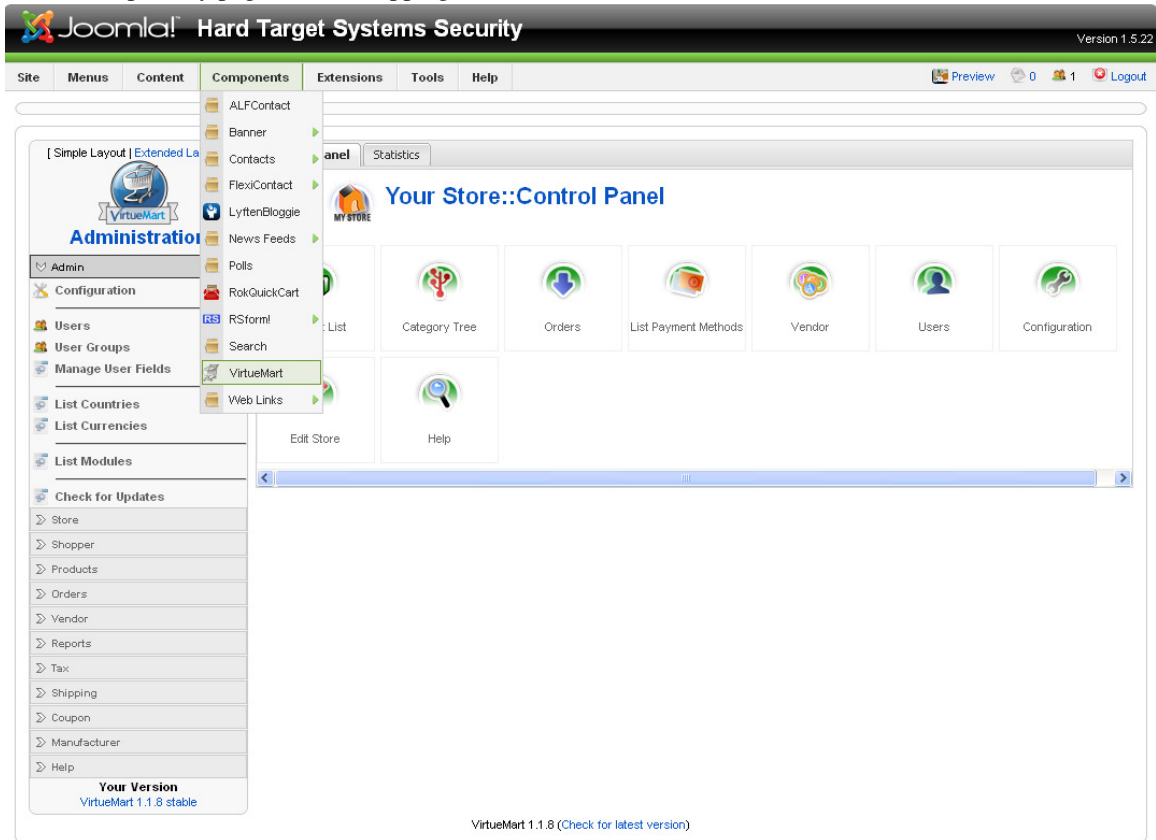 Joomla! Hard Target Systems Security
Version 1.5.22
Site Menus Content Components Extensions Tools Help Preview 0 1 Logout
ALFContact
Banner
Contacts
FlexiContact
LyftenBloggie
News Feeds
Polls
RokQuickCart
RS RSform!
Search
VirtueMart
Web Links
[ Simple Layout | Extended La
VirtueMart
Administratio
Admin
Configuration
Users
User Groups
Manage User Fields
List Countries
List Currencies
List Modules
Check for Updates
Store
Shopper
Products
Orders
Vendor
Reports
Tax
Shipping
Coupon
Manufacturer
Help
Your Version
VirtueMart 1.1.8 stable
anel Statistics
MY STORE
Your Store::Control Panel
List Category Tree Orders List Payment Methods Vendor Users Configuration
Edit Store Help
VirtueMart 1.1.8 (Check for latest version)